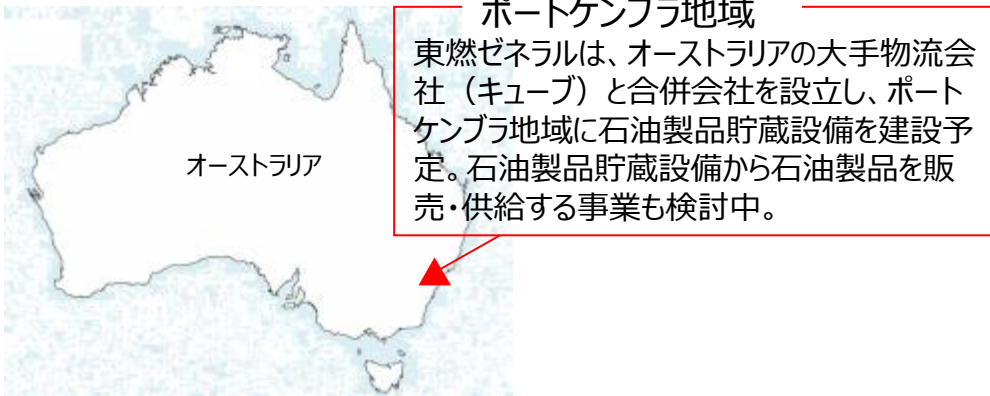 ポートケンブラ地域
東燃ゼネラルは、オーストラリアの大手物流会
社（キューブ）と合併会社を設立し、ポート
ケンブラ地域に石油製品貯蔵設備を建設予
定。石油製品貯蔵設備から石油製品を販
売・供給する事業も検討中。
オーストラリア